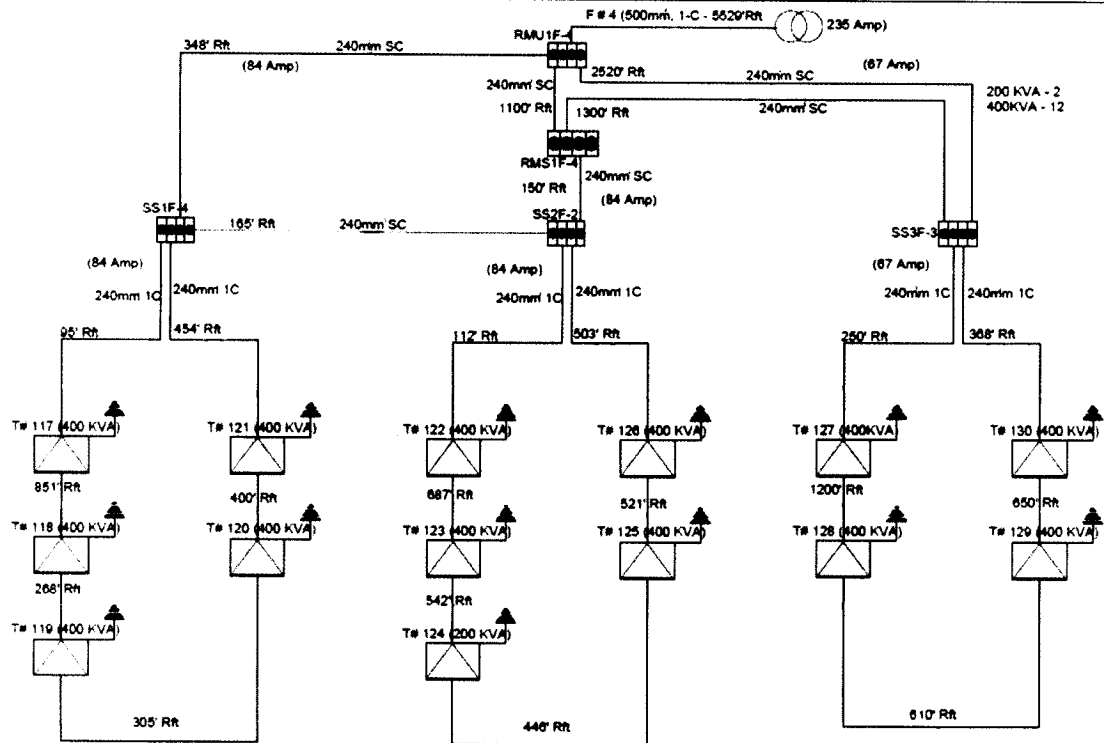 F # 4 (500mm, 1-C - 5529'Rft
235 Amp)
RMU1F-4
348' Rft
240mm SC
(84 Amp)
2520' Rft
240mm SC
(67 Amp)
240mm' SC
1100' Rft
1300' Rft
240mm SC
200 KVA - 2
400KVA - 12
RMS1F-4
150' Rft
240mm' SC
(84 Amp)
SS1F-4
165' Rft
240mm' SC
SS2F-2
SS3F-3
(84 Amp)
240mm' 1C
240mm' 1C
(84 Amp)
240mm' 1C
240mm' 1C
(67 Amp)
240mm' 1C
240mm' 1C
95' Rft
454' Rft
112' Rft
503' Rft
250' Rft
368' Rft
T# 117 (400 KVA)
T# 121 (400 KVA)
T# 122 (400 KVA)
T# 126 (400 KVA)
T# 127 (400KVA
T# 130 (400 KVA)
851' Rft
400' Rft
687' Rft
521' Rft
1200' Rft
650' Rft
T# 118 (400 KVA)
T# 120 (400 KVA)
T# 123 (400 KVA)
T# 125 (400 KVA)
T# 128 (400 KVA)
T# 129 (400 KVA)
268' Rft
542' Rft
T# 119 (400 KVA)
T# 124 (200 KVA)
305' Rft
446' Rft
610' Rft